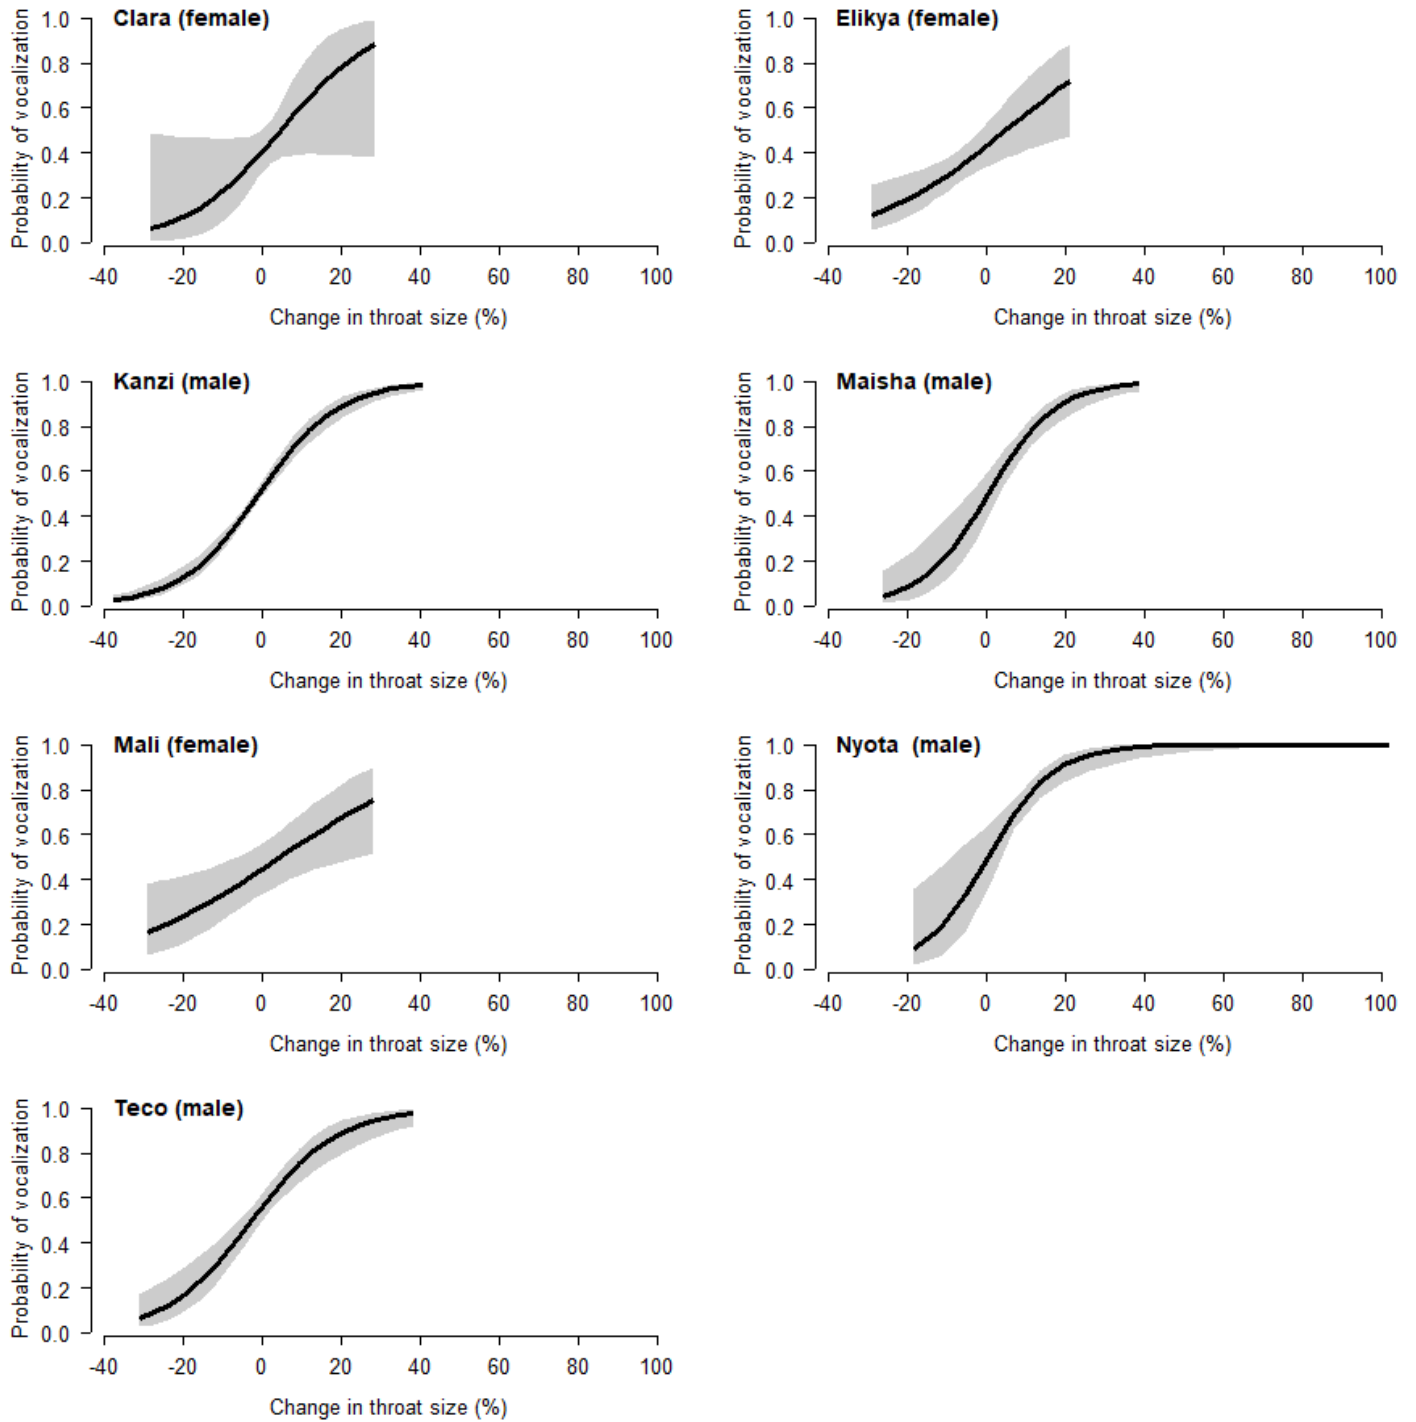 Clara (female)
Probability of vocalization
1.0
0.8
0.6
0.4
0.2
0.0
-40 -20 0 20 40 60 80 100
Change in throat size (%)
Elikya (female)
Probability of vocalization
1.0
0.8
0.6
0.4
0.2
0.0
-40 -20 0 20 40 60 80 100
Change in throat size (%)
Kanzi (male)
Probability of vocalization
1.0
0.8
0.6
0.4
0.2
0.0
-40 -20 0 20 40 60 80 100
Change in throat size (%)
Maisha (male)
Probability of vocalization
1.0
0.8
0.6
0.4
0.2
0.0
-40 -20 0 20 40 60 80 100
Change in throat size (%)
Mali (female)
Probability of vocalization
1.0
0.8
0.6
0.4
0.2
0.0
-40 -20 0 20 40 60 80 100
Change in throat size (%)
Nyota (male)
Probability of vocalization
1.0
0.8
0.6
0.4
0.2
0.0
-40 -20 0 20 40 60 80 100
Change in throat size (%)
Teco (male)
Probability of vocalization
1.0
0.8
0.6
0.4
0.2
0.0
-40 -20 0 20 40 60 80 100
Change in throat size (%)